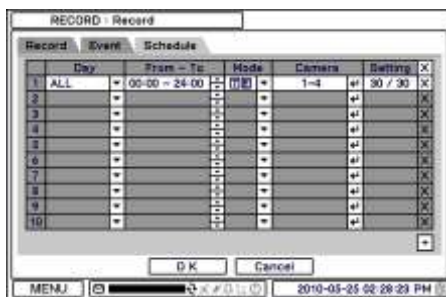 RECORD > Record
Record Event Schedule
Day From ~ To Mode Camera Setting X
1 ALL 00-00 ~ 24-00 T E 1~4 30 / 30 X
2 X
3 X
4 X
5 X
6 X
7 X
8 X
9 X
10 X
+
OK Cancel
MENU 2010-05-25 02:28:23 PM